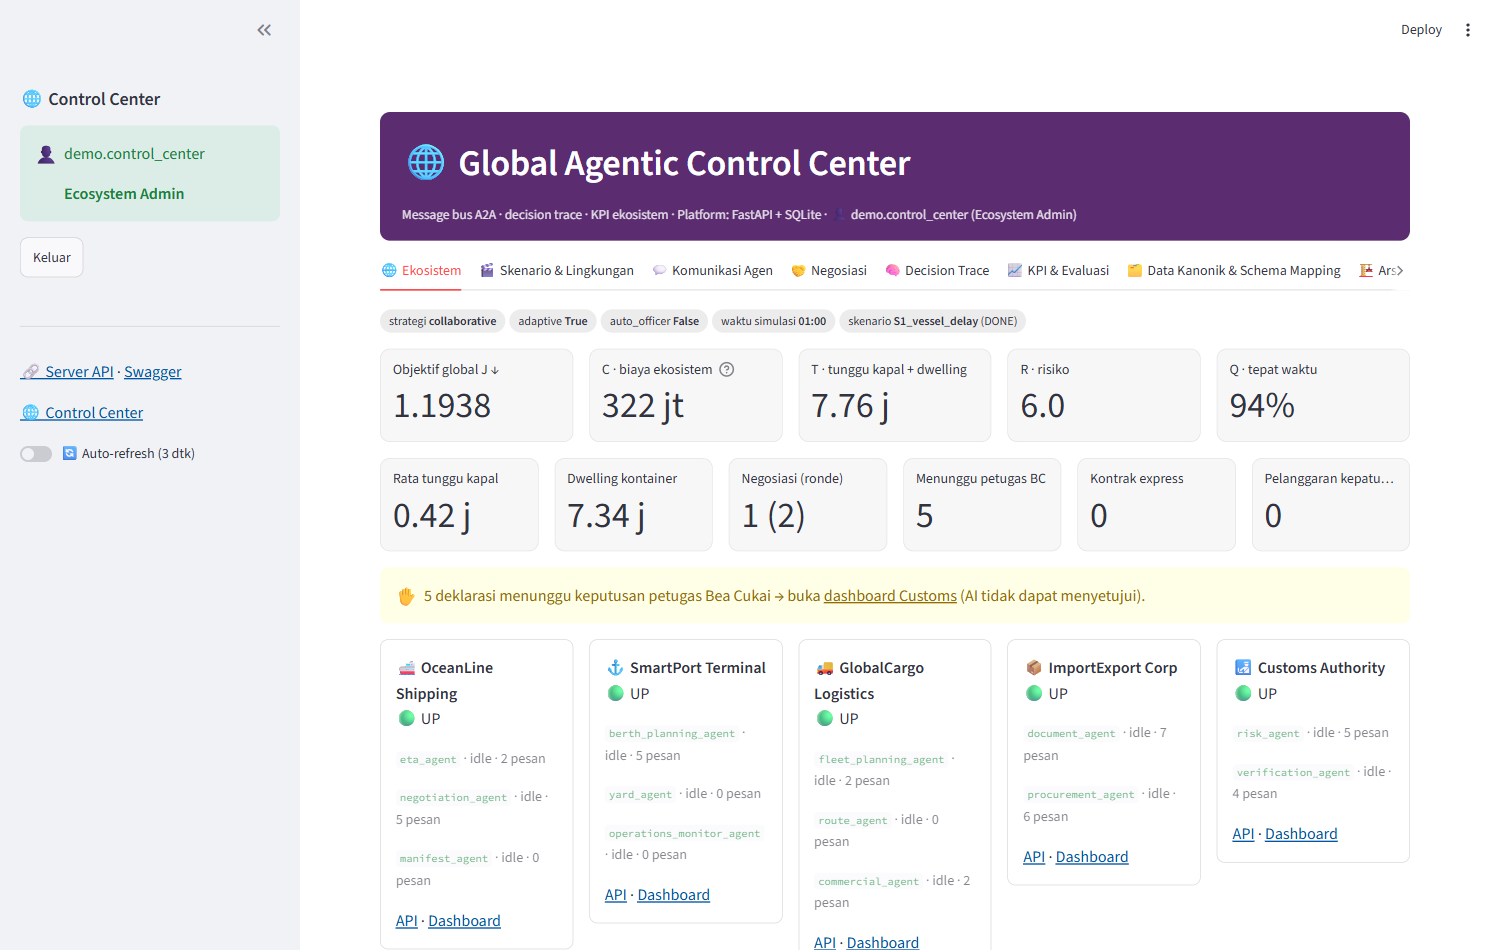 Deploy
Control Center
demo.control_center
Ecosystem Admin
Keluar
Server API · Swagger
Control Center
Auto-refresh (3 dtk)
Global Agentic Control Center
Message bus A2A · decision trace · KPI ekosistem · Platform: FastAPI + SQLite · demo.control_center (Ecosystem Admin)
Ekosistem
Skenario & Lingkungan
Komunikasi Agen
Negosiasi
Decision Trace
KPI & Evaluasi
Data Kanonik & Schema Mapping
Ars
strategi collaborative
adaptive True
auto_officer False
waktu simulasi 01:00
skenario S1_vessel_delay (DONE)
Objektif global J ↓
1.1938
C · biaya ekosistem
322 jt
T · tunggu kapal + dwelling
7.76 j
R · risiko
6.0
Q · tepat waktu
94%
Rata tunggu kapal
0.42 j
Dwelling kontainer
7.34 j
Negosiasi (ronde)
1 (2)
Menunggu petugas BC
5
Kontrak express
0
Pelanggaran kepatu…
0
5 deklarasi menunggu keputusan petugas Bea Cukai → buka dashboard Customs (AI tidak dapat menyetujui).
OceanLine
Shipping
UP
eta_agent · idle · 2 pesan
negotiation_agent · idle ·
5 pesan
manifest_agent · idle · 0
pesan
API · Dashboard
SmartPort Terminal
UP
berth_planning_agent ·
idle · 5 pesan
yard_agent · idle · 0 pesan
operations_monitor_agent
· idle · 0 pesan
API · Dashboard
GlobalCargo
Logistics
UP
fleet_planning_agent ·
idle · 2 pesan
route_agent · idle · 0
pesan
commercial_agent · idle · 2
pesan
API · Dashboard
ImportExport Corp
UP
document_agent · idle · 7
pesan
procurement_agent · idle ·
6 pesan
API · Dashboard
Customs Authority
UP
risk_agent · idle · 5 pesan
verification_agent · idle ·
4 pesan
API · Dashboard